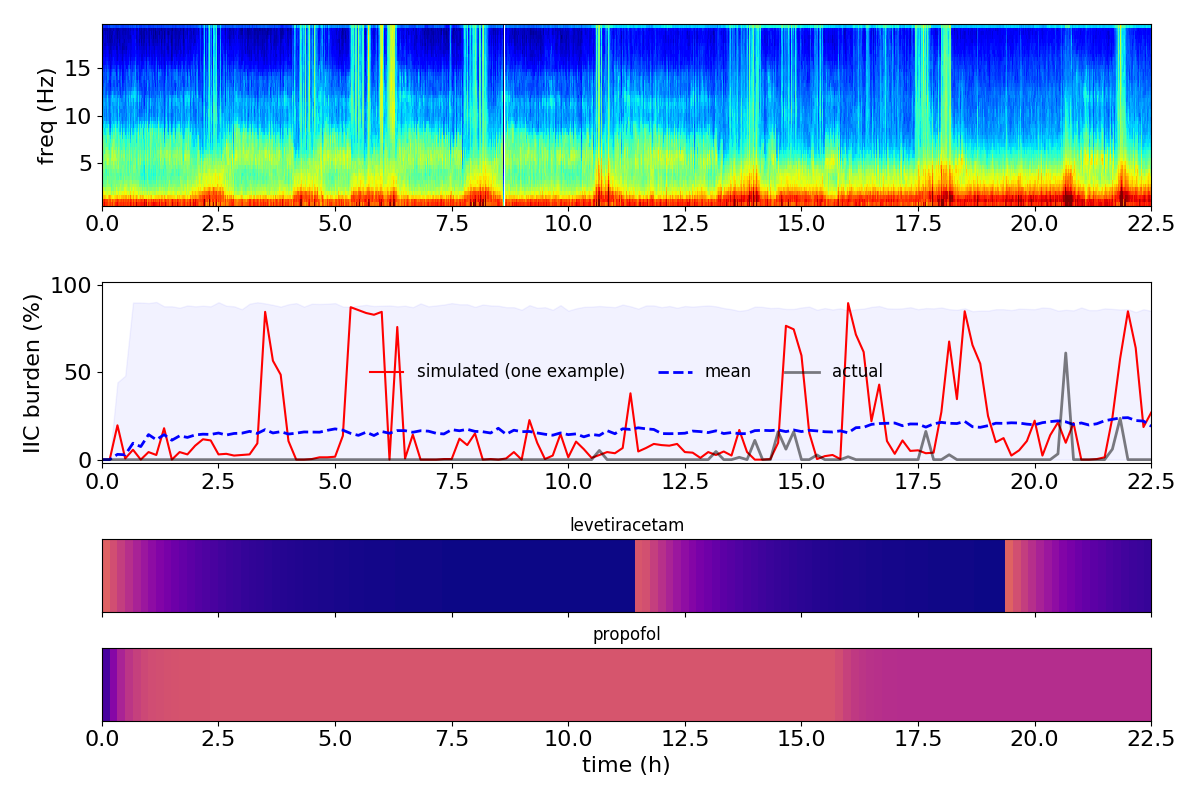 freq (Hz)
15
10
5
0.0 2.5 5.0 7.5 10.0 12.5 15.0 17.5 20.0 22.5
IIC burden (%)
100
50
0
simulated (one example) mean actual
0.0 2.5 5.0 7.5 10.0 12.5 15.0 17.5 20.0 22.5
levetiracetam
propofol
0.0 2.5 5.0 7.5 10.0 12.5 15.0 17.5 20.0 22.5
time (h)